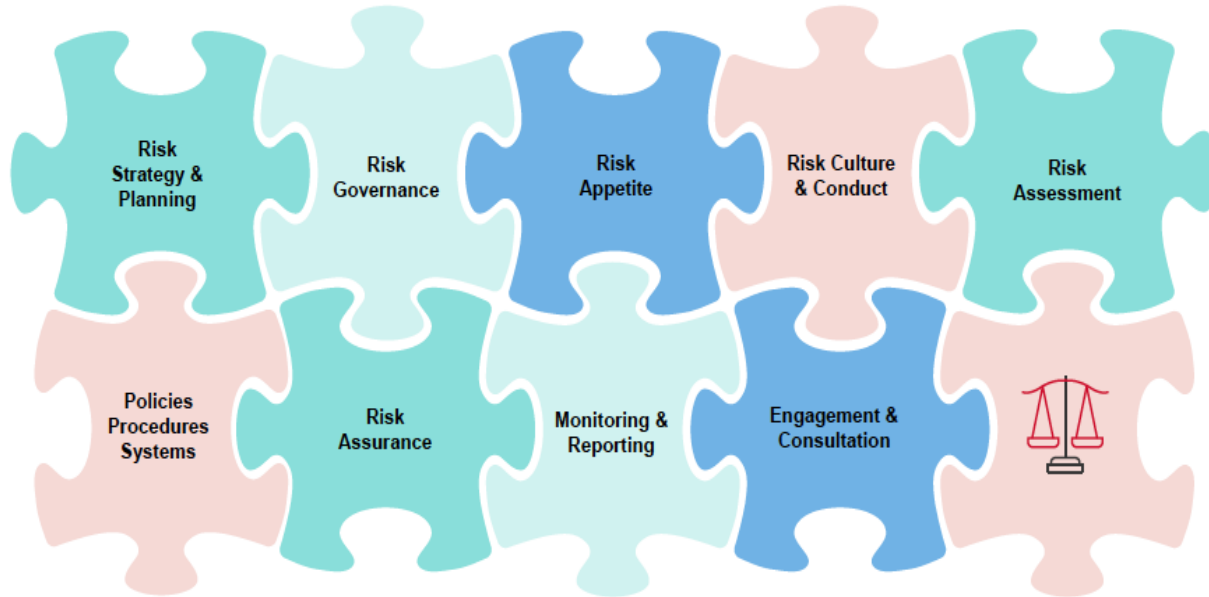 Risk
Strategy &
Planning
Risk
Governance
Risk
Appetite
Risk Culture
& Conduct
Risk
Assessment
Policies
Procedures
Systems
Risk
Assurance
Monitoring &
Reporting
Engagement &
Consultation